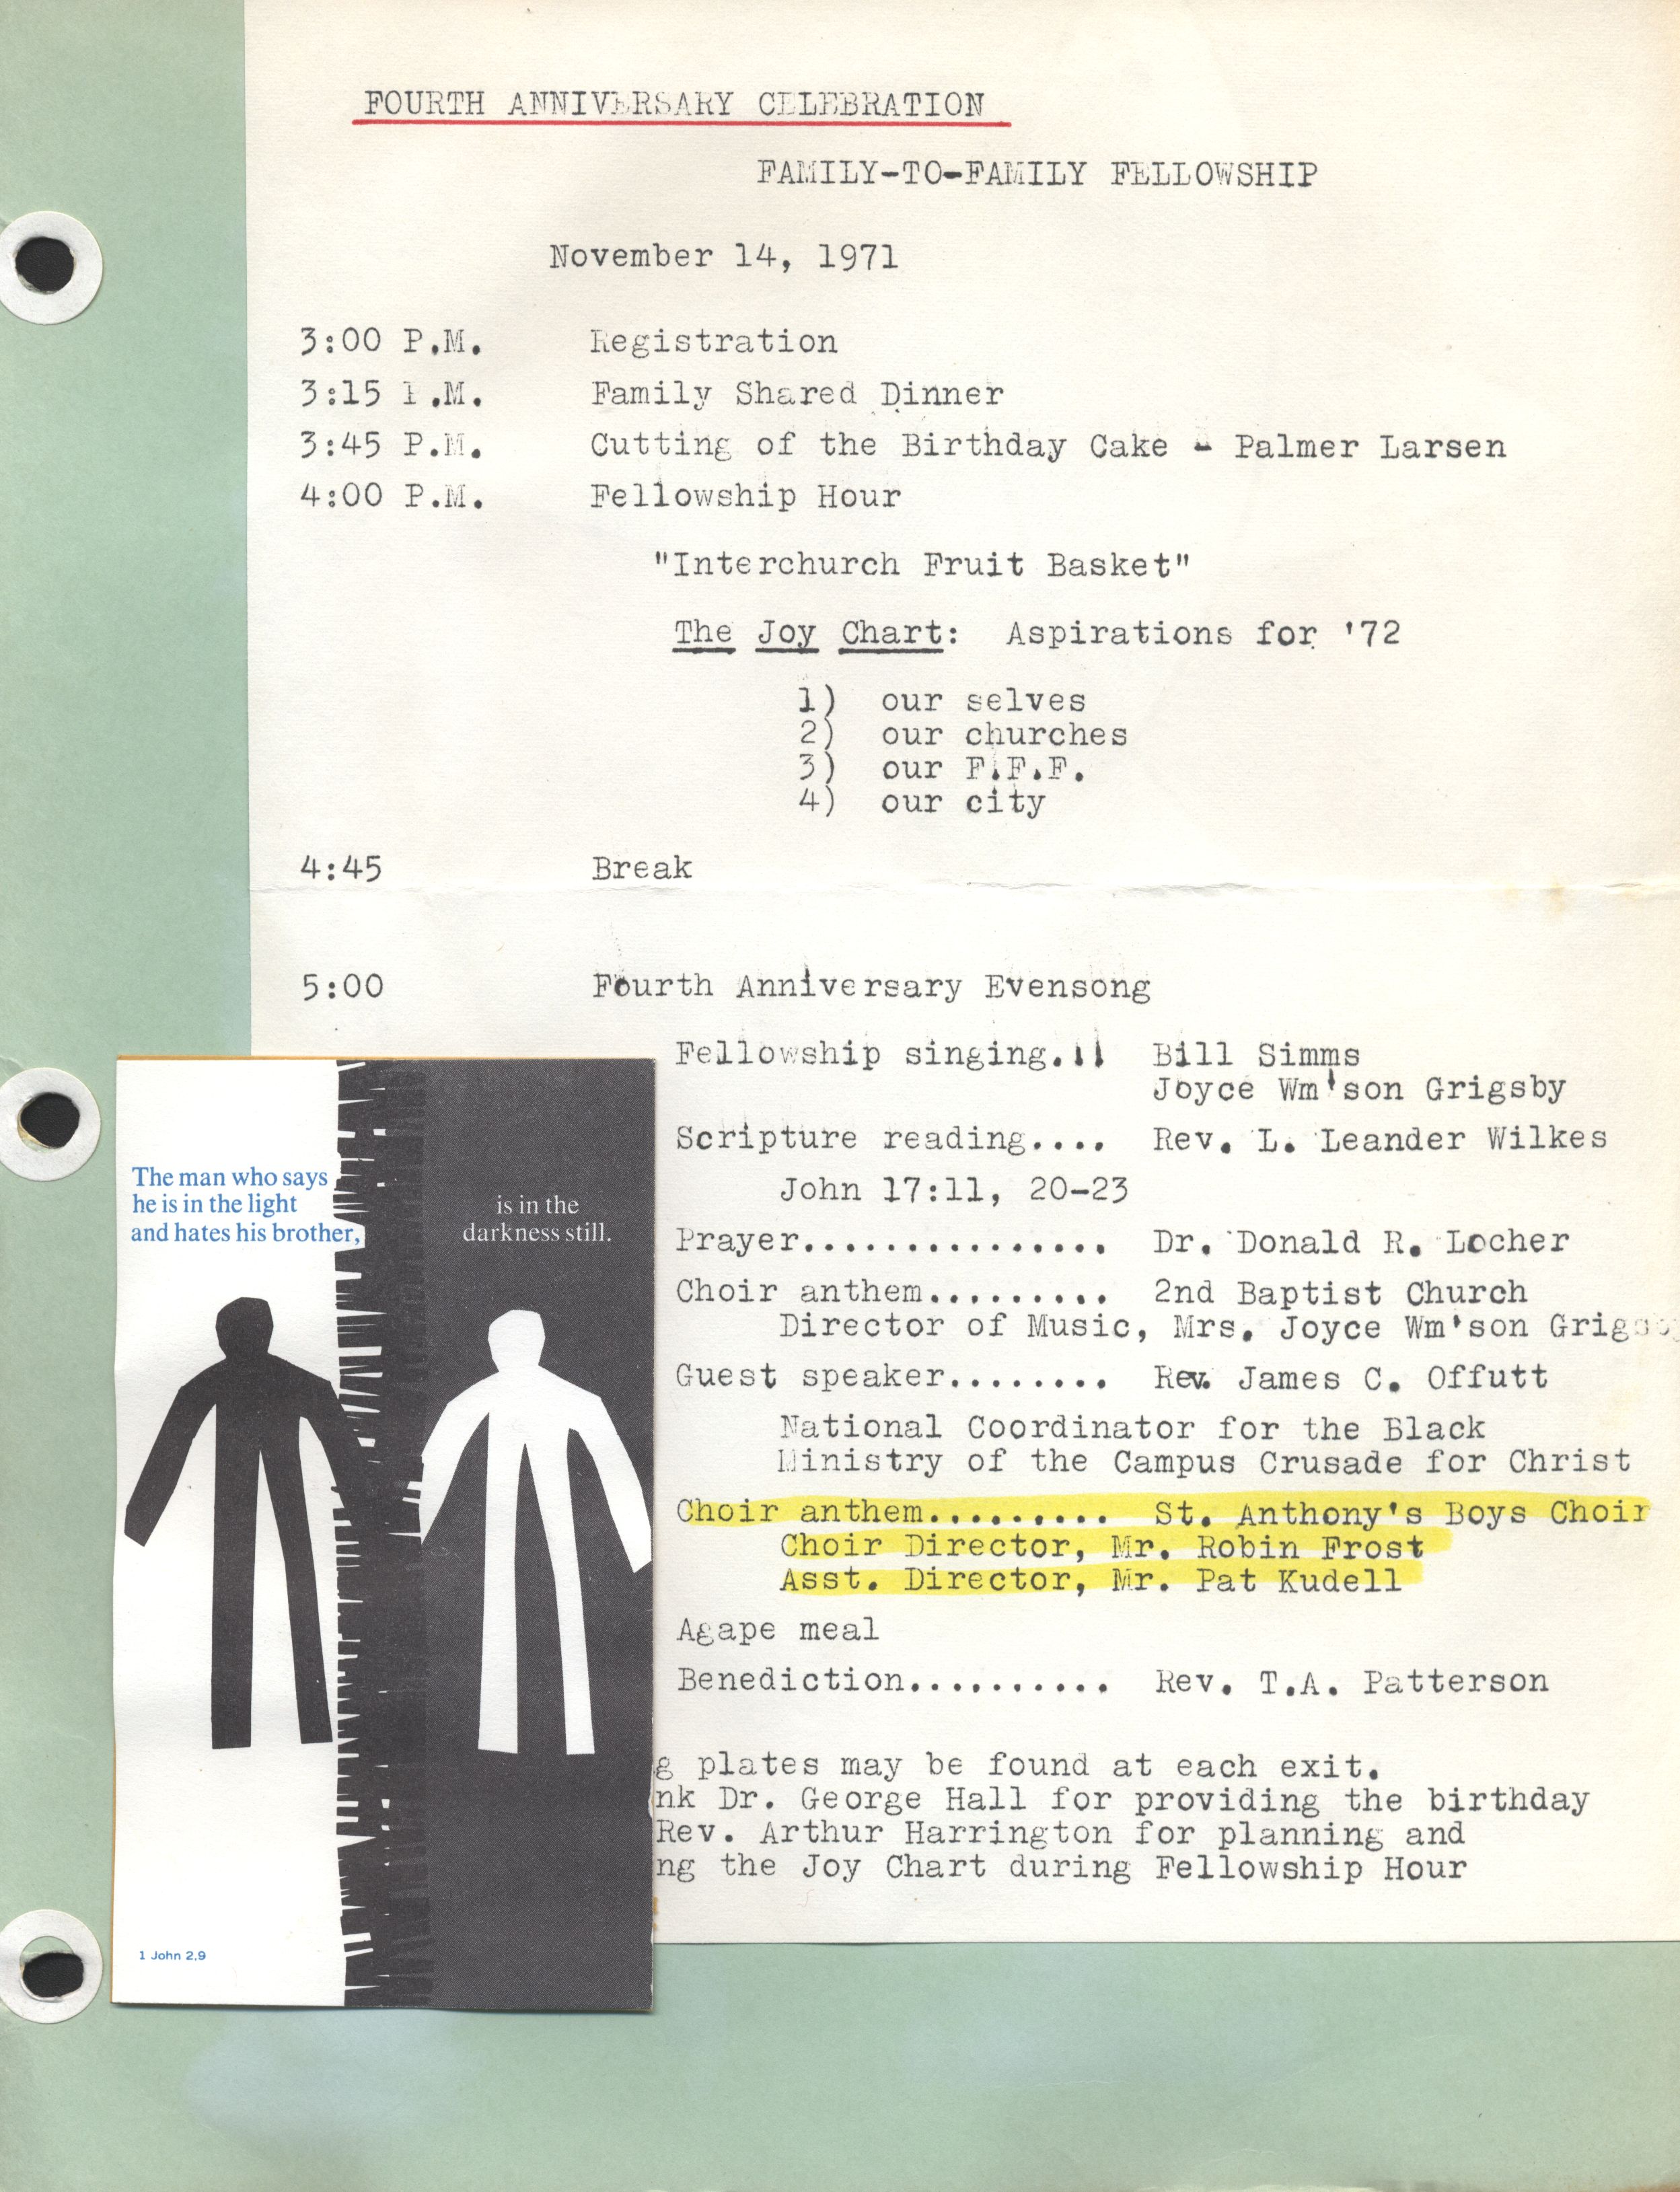 FOURTH ANNIVERSARY CELEBRATION
FAMILY-TO-FAMILY FELLOWSHIP
November 14, 1971
3:00 P.M. Registration
3:15 P.M. Family Shared Dinner
3:45 P.M. Cutting of the Birthday Cake - Palmer Larsen
4:00 P.M. Fellowship Hour
"Interchurch Fruit Basket"
The Joy Chart: Aspirations for '72
1) our selves
2) our churches
3) our F.F.F.
4) our city
4:45 Break
5:00 Fourth Anniversary Evensong
Fellowship singing.!! Bill Simms
Joyce Wm'son Grigsby
Scripture reading.... Rev. L. Leander Wilkes
John 17:11, 20-23
Prayer............... Dr. Donald R. Locher
Choir anthem......... 2nd Baptist Church
Director of Music, Mrs. Joyce Wm'son Grigsby
Guest speaker........ Rev. James C. Offutt
National Coordinator for the Black
Ministry of the Campus Crusade for Christ
Choir anthem......... St. Anthony's Boys Choir
Choir Director, Mr. Robin Frost
Asst. Director, Mr. Pat Kudell
Agape meal
Benediction.......... Rev. T.A. Patterson
g plates may be found at each exit.
nk Dr. George Hall for providing the birthday
Rev. Arthur Harrington for planning and
ng the Joy Chart during Fellowship Hour
The man who says
he is in the light
and hates his brother,
is in the
darkness still.
1 John 2,9